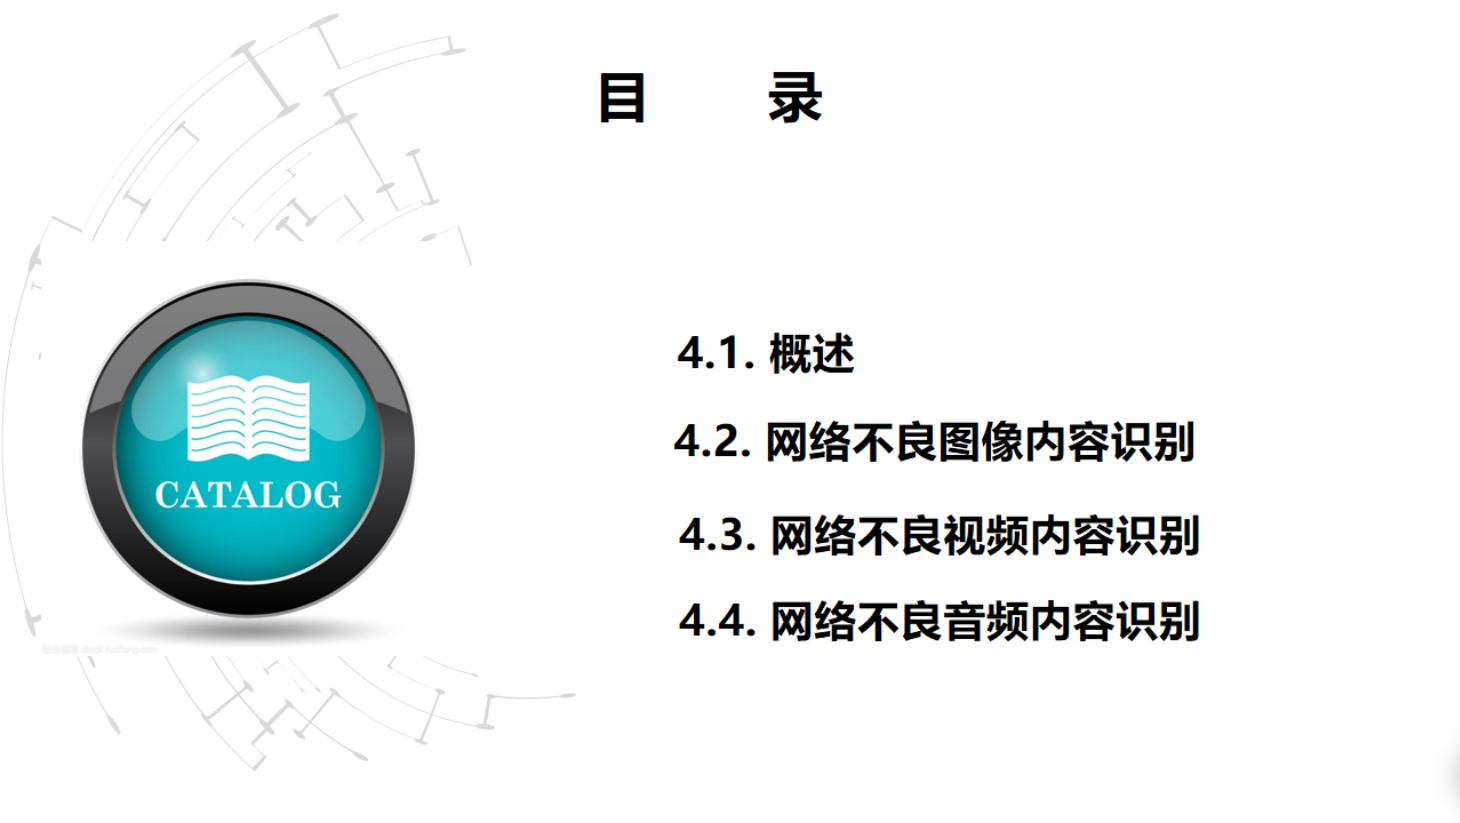 目 录
CATALOG
4.1. 概述
4.2. 网络不良图像内容识别
4.3. 网络不良视频内容识别
4.4. 网络不良音频内容识别